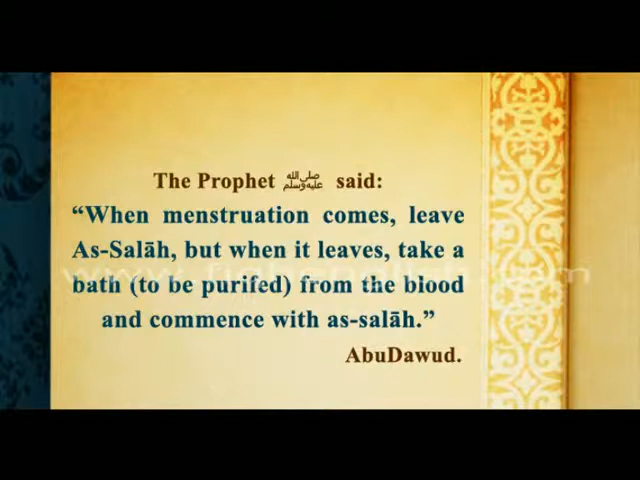 The Prophet ﷺ said:
“When menstruation comes, leave
As-Salāh, but when it leaves, take a
bath (to be purifed) from the blood
and commence with as-salāh.”
AbuDawud.